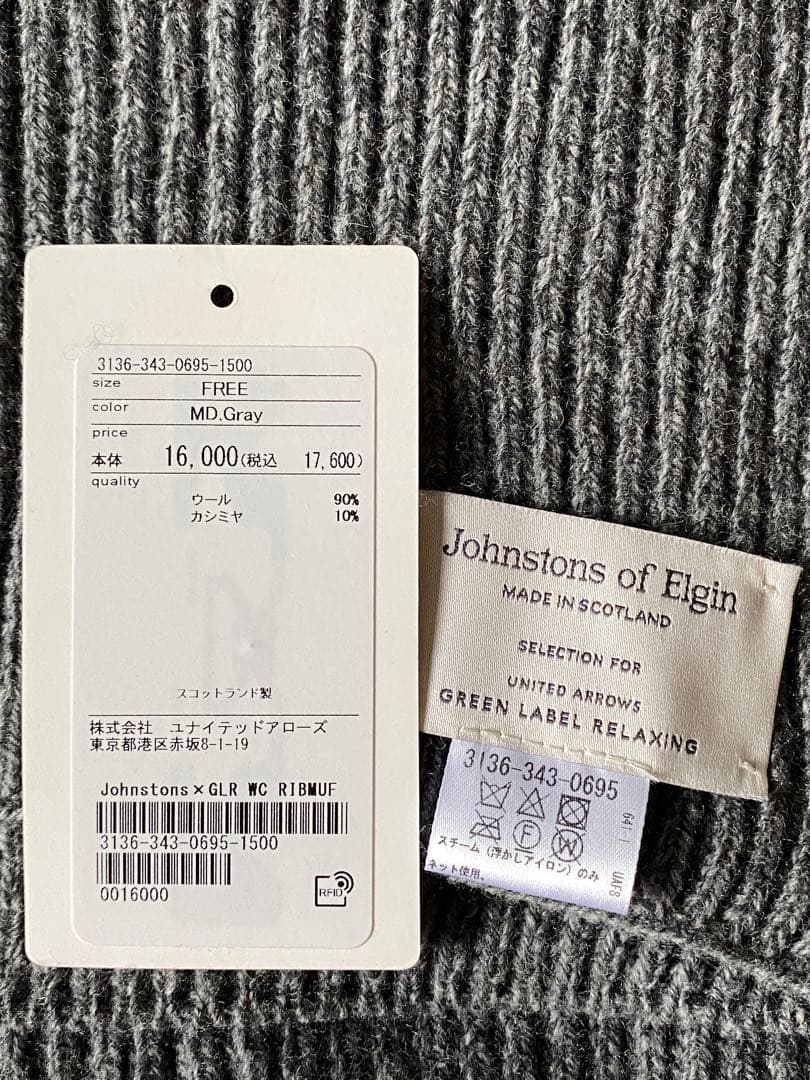 3136-343-0695-1500
size FREE
color MD.Gray
price
本体 16,000(税込 17,600)
quality
ウール 90%
カシミヤ 10%
スコットランド製
株式会社 ユナイテッドアローズ
東京都港区赤坂8-1-19
Johnstons×GLR WC RIBMUF
3136-343-0695-1500
0016000
RFID
Johnstons of Elgin
MADE IN SCOTLAND
SELECTION FOR
UNITED ARROWS
GREEN LABEL RELAXING
3136-343-0695
F W
スチーム（浮かしアイロン）のみ
ネット使用。
641-1
UAF8